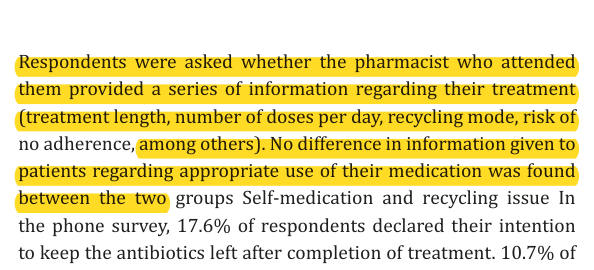 Respondents were asked whether the pharmacist who attended
them provided a series of information regarding their treatment
(treatment length, number of doses per day, recycling mode, risk of
no adherence, among others). No difference in information given to
patients regarding appropriate use of their medication was found
between the two groups Self-medication and recycling issue In
the phone survey, 17.6% of respondents declared their intention
to keep the antibiotics left after completion of treatment. 10.7% of